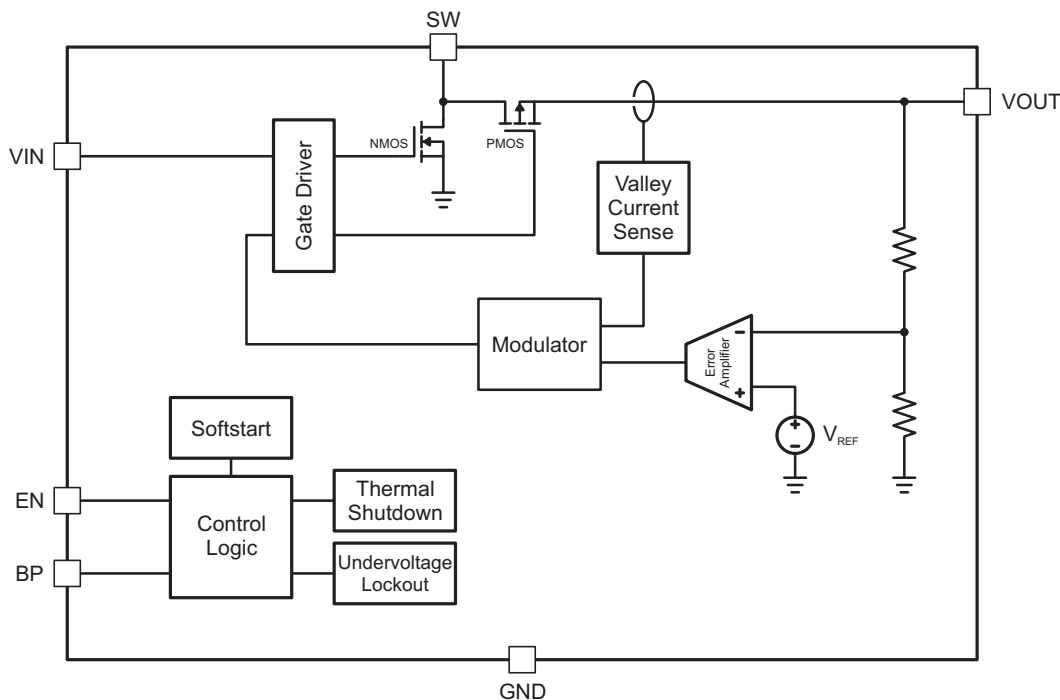 SW
VOUT
VIN
Gate Driver
NMOS
PMOS
Valley
Current
Sense
Modulator
Error
Amplifier
–
+
+
–
VREF
Softstart
EN
BP
Control
Logic
Thermal
Shutdown
Undervoltage
Lockout
GND